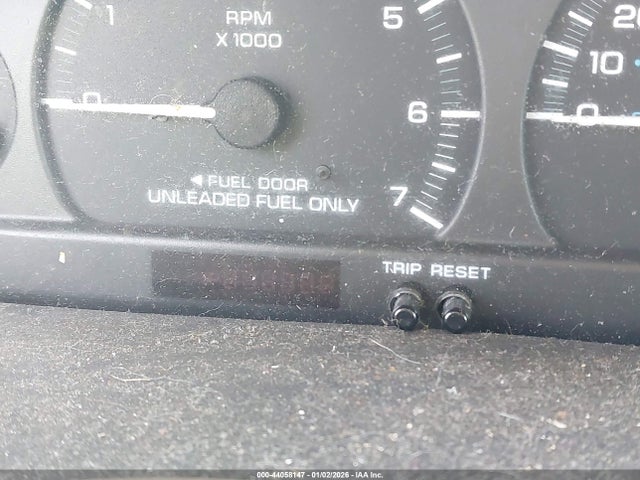 1
RPM
X 1000
5
20
10
0
6
0
◄ FUEL DOOR
UNLEADED FUEL ONLY
7
TRIP RESET
000-44058147 - 01/02/2026 - IAA Inc.